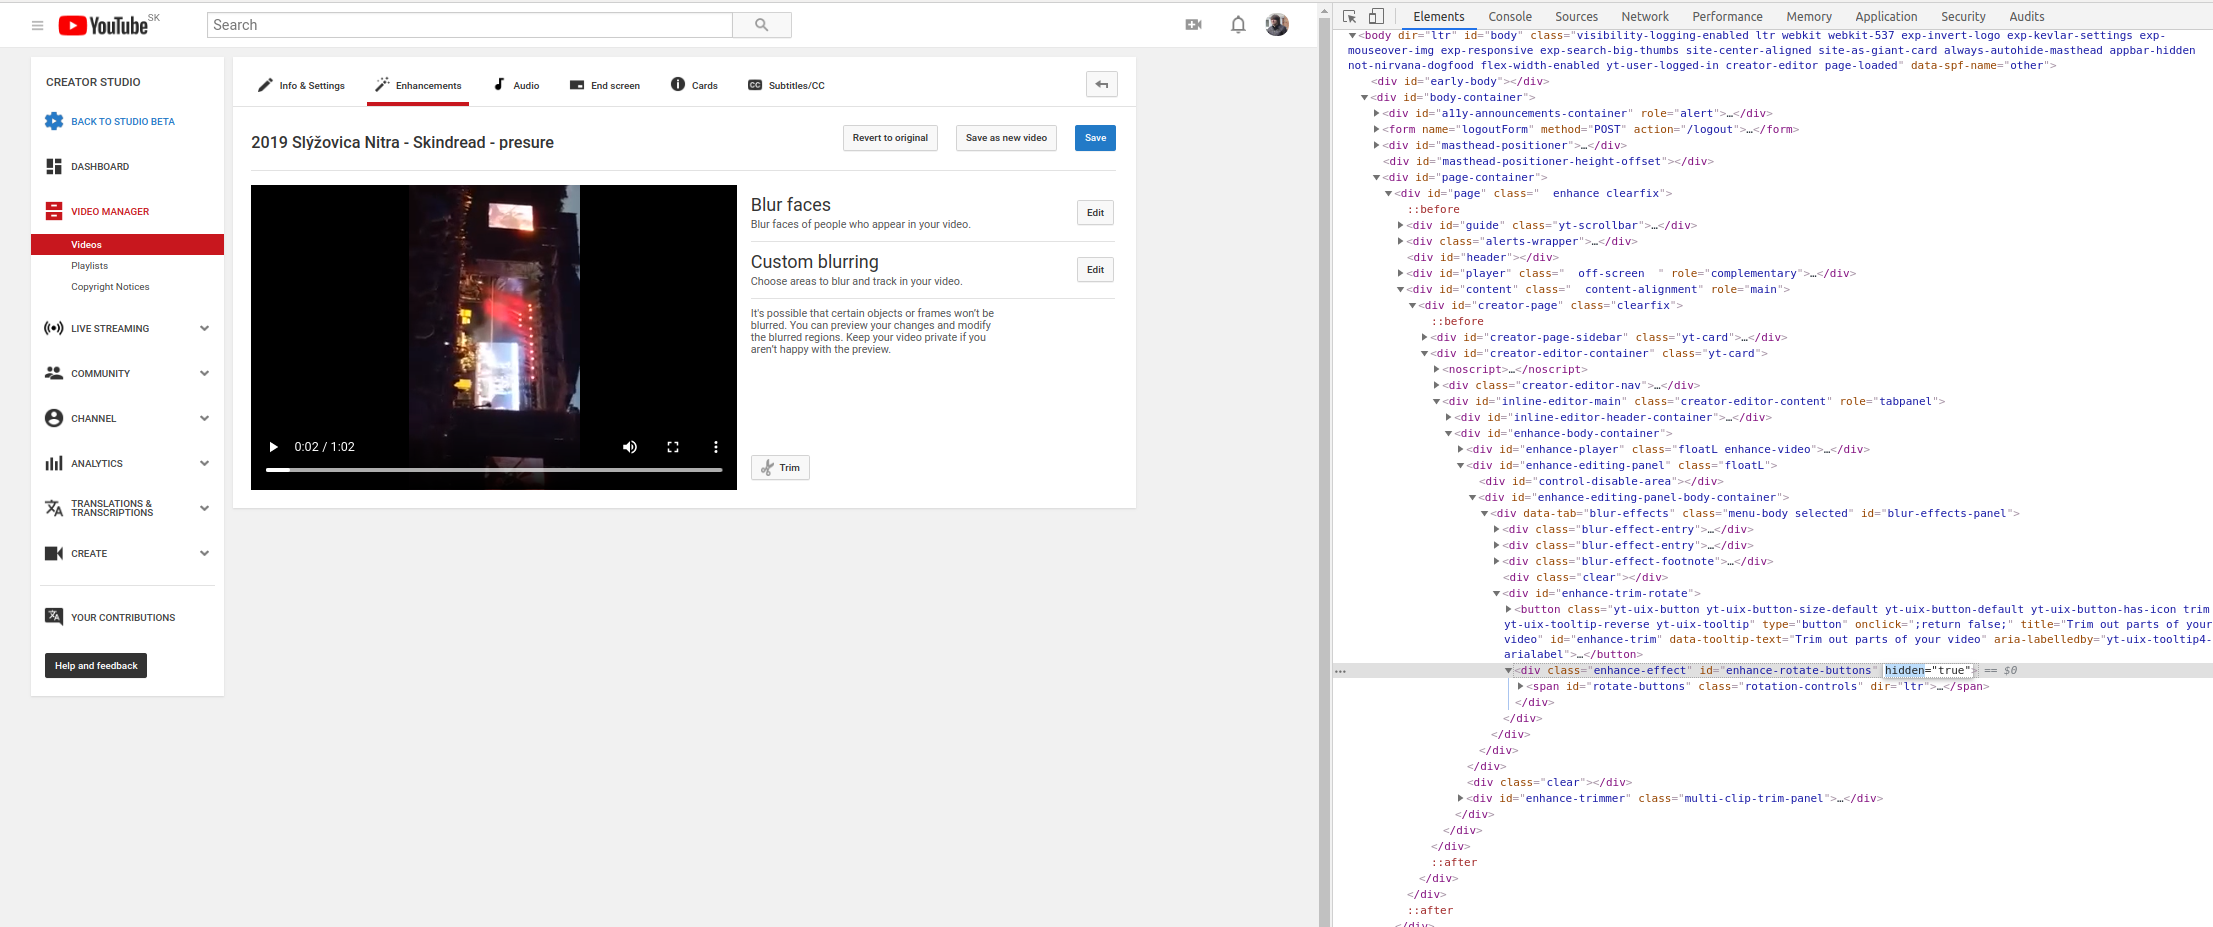 YouTube SK
Search
CREATOR STUDIO
BACK TO STUDIO BETA
DASHBOARD
VIDEO MANAGER
Videos
Playlists
Copyright Notices
LIVE STREAMING
COMMUNITY
CHANNEL
ANALYTICS
TRANSLATIONS &
TRANSCRIPTIONS
CREATE
YOUR CONTRIBUTIONS
Help and feedback
Info & Settings
Enhancements
Audio
End screen
Cards
CC Subtitles/CC
2019 Slýžovica Nitra - Skindread - presure
Revert to original
Save as new video
Save
0:02 / 1:02
Blur faces
Blur faces of people who appear in your video.
Edit
Custom blurring
Choose areas to blur and track in your video.
Edit
It's possible that certain objects or frames won't be
blurred. You can preview your changes and modify
the blurred regions. Keep your video private if you
aren't happy with the preview.
Trim
Elements Console Sources Network Performance Memory Application Security Audits
<body dir="ltr" id="body" class="visibility-logging-enabled ltr webkit webkit-537 exp-invert-logo exp-kevlar-settings exp-
mouseover-img exp-responsive exp-search-big-thumbs site-center-aligned site-as-giant-card always-autohide-masthead appbar-hidden
not-nirvana-dogfood flex-width-enabled yt-user-logged-in creator-editor page-loaded" data-spf-name="other">
<div id="early-body"></div>
<div id="body-container">
<div id="a11y-announcements-container" role="alert">…</div>
<form name="logoutForm" method="POST" action="/logout">…</form>
<div id="masthead-positioner">…</div>
<div id="masthead-positioner-height-offset"></div>
<div id="page-container">
<div id="page" class="  enhance clearfix">
::before
<div id="guide" class="yt-scrollbar">…</div>
<div class="alerts-wrapper">…</div>
<div id="header"></div>
<div id="player" class="  off-screen  " role="complementary">…</div>
<div id="content" class="  content-alignment" role="main">
<div id="creator-page" class="clearfix">
::before
<div id="creator-page-sidebar" class="yt-card">…</div>
<div id="creator-editor-container" class="yt-card">
<noscript>…</noscript>
<div class="creator-editor-nav">…</div>
<div id="inline-editor-main" class="creator-editor-content" role="tabpanel">
<div id="inline-editor-header-container">…</div>
<div id="enhance-body-container">
<div id="enhance-player" class="floatL enhance-video">…</div>
<div id="enhance-editing-panel" class="floatL">
<div id="control-disable-area"></div>
<div id="enhance-editing-panel-body-container">
<div data-tab="blur-effects" class="menu-body selected" id="blur-effects-panel">
<div class="blur-effect-entry">…</div>
<div class="blur-effect-entry">…</div>
<div class="blur-effect-footnote">…</div>
<div class="clear"></div>
<div id="enhance-trim-rotate">
<button class="yt-uix-button yt-uix-button-size-default yt-uix-button-default yt-uix-button-has-icon trim
yt-uix-tooltip-reverse yt-uix-tooltip" type="button" onclick=";return false;" title="Trim out parts of your
video" id="enhance-trim" data-tooltip-text="Trim out parts of your video" aria-labelledby="yt-uix-tooltip4-
arialabel">…</button>
<div class="enhance-effect" id="enhance-rotate-buttons" hidden="true"> == $0
<span id="rotate-buttons" class="rotation-controls" dir="ltr">…</span>
</div>
</div>
</div>
</div>
</div>
<div class="clear"></div>
<div id="enhance-trimmer" class="multi-clip-trim-panel">…</div>
</div>
</div>
</div>
::after
</div>
</div>
::after
</div>